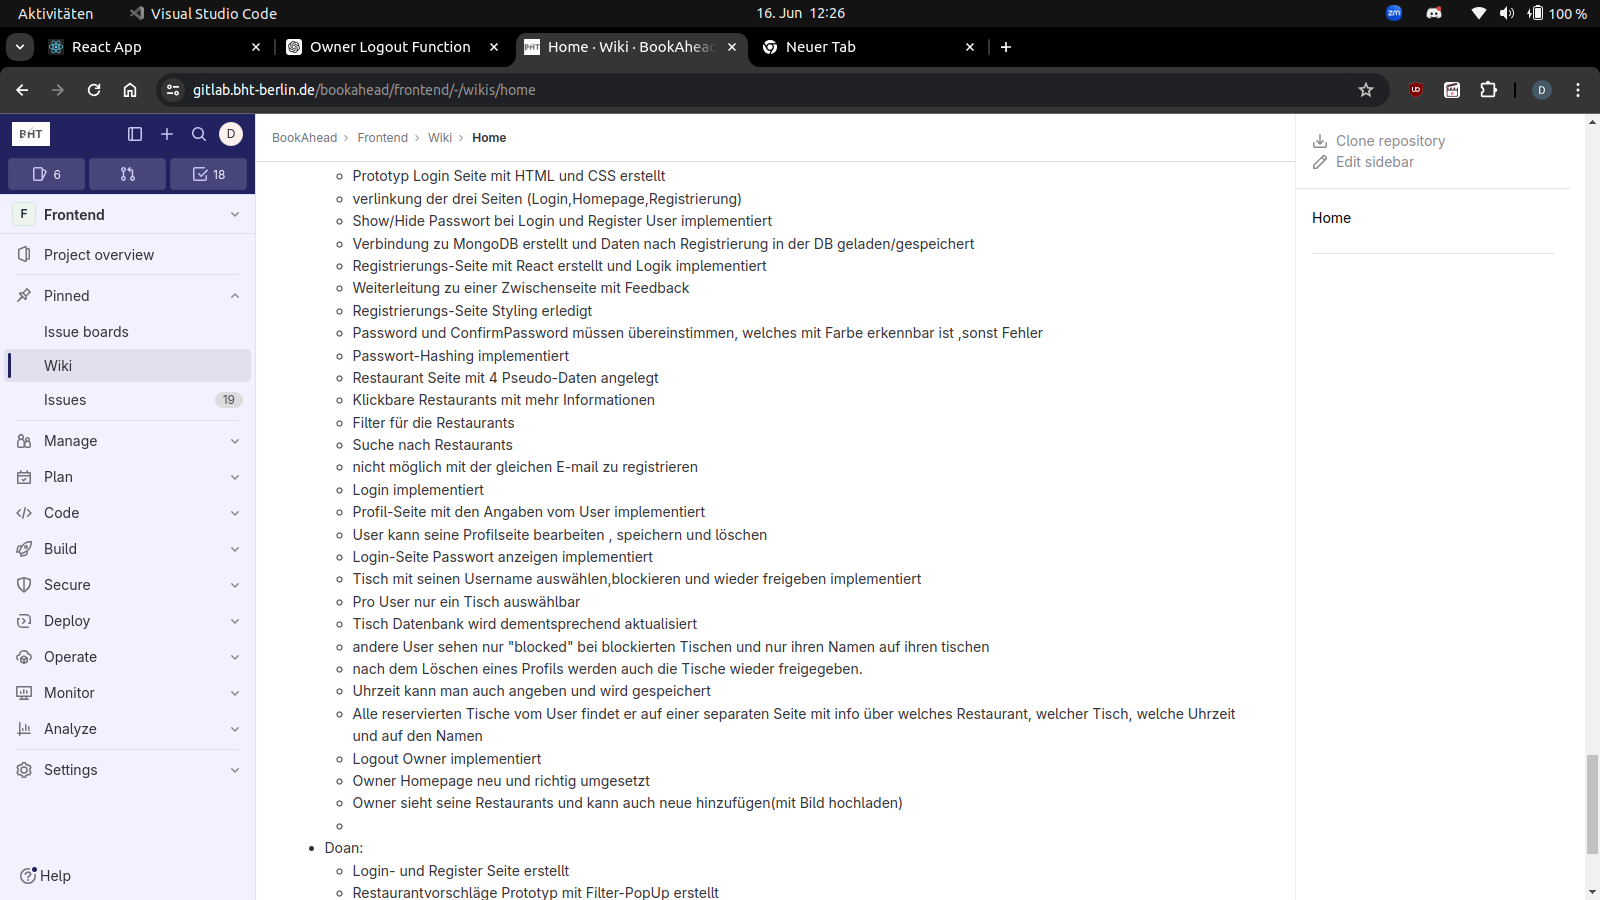 Aktivitäten
Visual Studio Code
16. Jun 12:26
zm
100 %
React App
Owner Logout Function
BHT
Home · Wiki · BookAhead
Neuer Tab
gitlab.bht-berlin.de/bookahead/frontend/-/wikis/home
D
BHT
D
6
18
F Frontend
Project overview
Pinned
Issue boards
Wiki
Issues 19
Manage
Plan
Code
Build
Secure
Deploy
Operate
Monitor
Analyze
Settings
Help
BookAhead › Frontend › Wiki › Home
Prototyp Login Seite mit HTML und CSS erstellt
verlinkung der drei Seiten (Login,Homepage,Registrierung)
Show/Hide Passwort bei Login und Register User implementiert
Verbindung zu MongoDB erstellt und Daten nach Registrierung in der DB geladen/gespeichert
Registrierungs-Seite mit React erstellt und Logik implementiert
Weiterleitung zu einer Zwischenseite mit Feedback
Registrierungs-Seite Styling erledigt
Password und ConfirmPassword müssen übereinstimmen, welches mit Farbe erkennbar ist ,sonst Fehler
Passwort-Hashing implementiert
Restaurant Seite mit 4 Pseudo-Daten angelegt
Klickbare Restaurants mit mehr Informationen
Filter für die Restaurants
Suche nach Restaurants
nicht möglich mit der gleichen E-mail zu registrieren
Login implementiert
Profil-Seite mit den Angaben vom User implementiert
User kann seine Profilseite bearbeiten , speichern und löschen
Login-Seite Passwort anzeigen implementiert
Tisch mit seinen Username auswählen,blockieren und wieder freigeben implementiert
Pro User nur ein Tisch auswählbar
Tisch Datenbank wird dementsprechend aktualisiert
andere User sehen nur "blocked" bei blockierten Tischen und nur ihren Namen auf ihren tischen
nach dem Löschen eines Profils werden auch die Tische wieder freigegeben.
Uhrzeit kann man auch angeben und wird gespeichert
Alle reservierten Tische vom User findet er auf einer separaten Seite mit info über welches Restaurant, welcher Tisch, welche Uhrzeit
und auf den Namen
Logout Owner implementiert
Owner Homepage neu und richtig umgesetzt
Owner sieht seine Restaurants und kann auch neue hinzufügen(mit Bild hochladen)
Doan:
Login- und Register Seite erstellt
Restaurantvorschläge Prototyp mit Filter-PopUp erstellt
Clone repository
Edit sidebar
Home